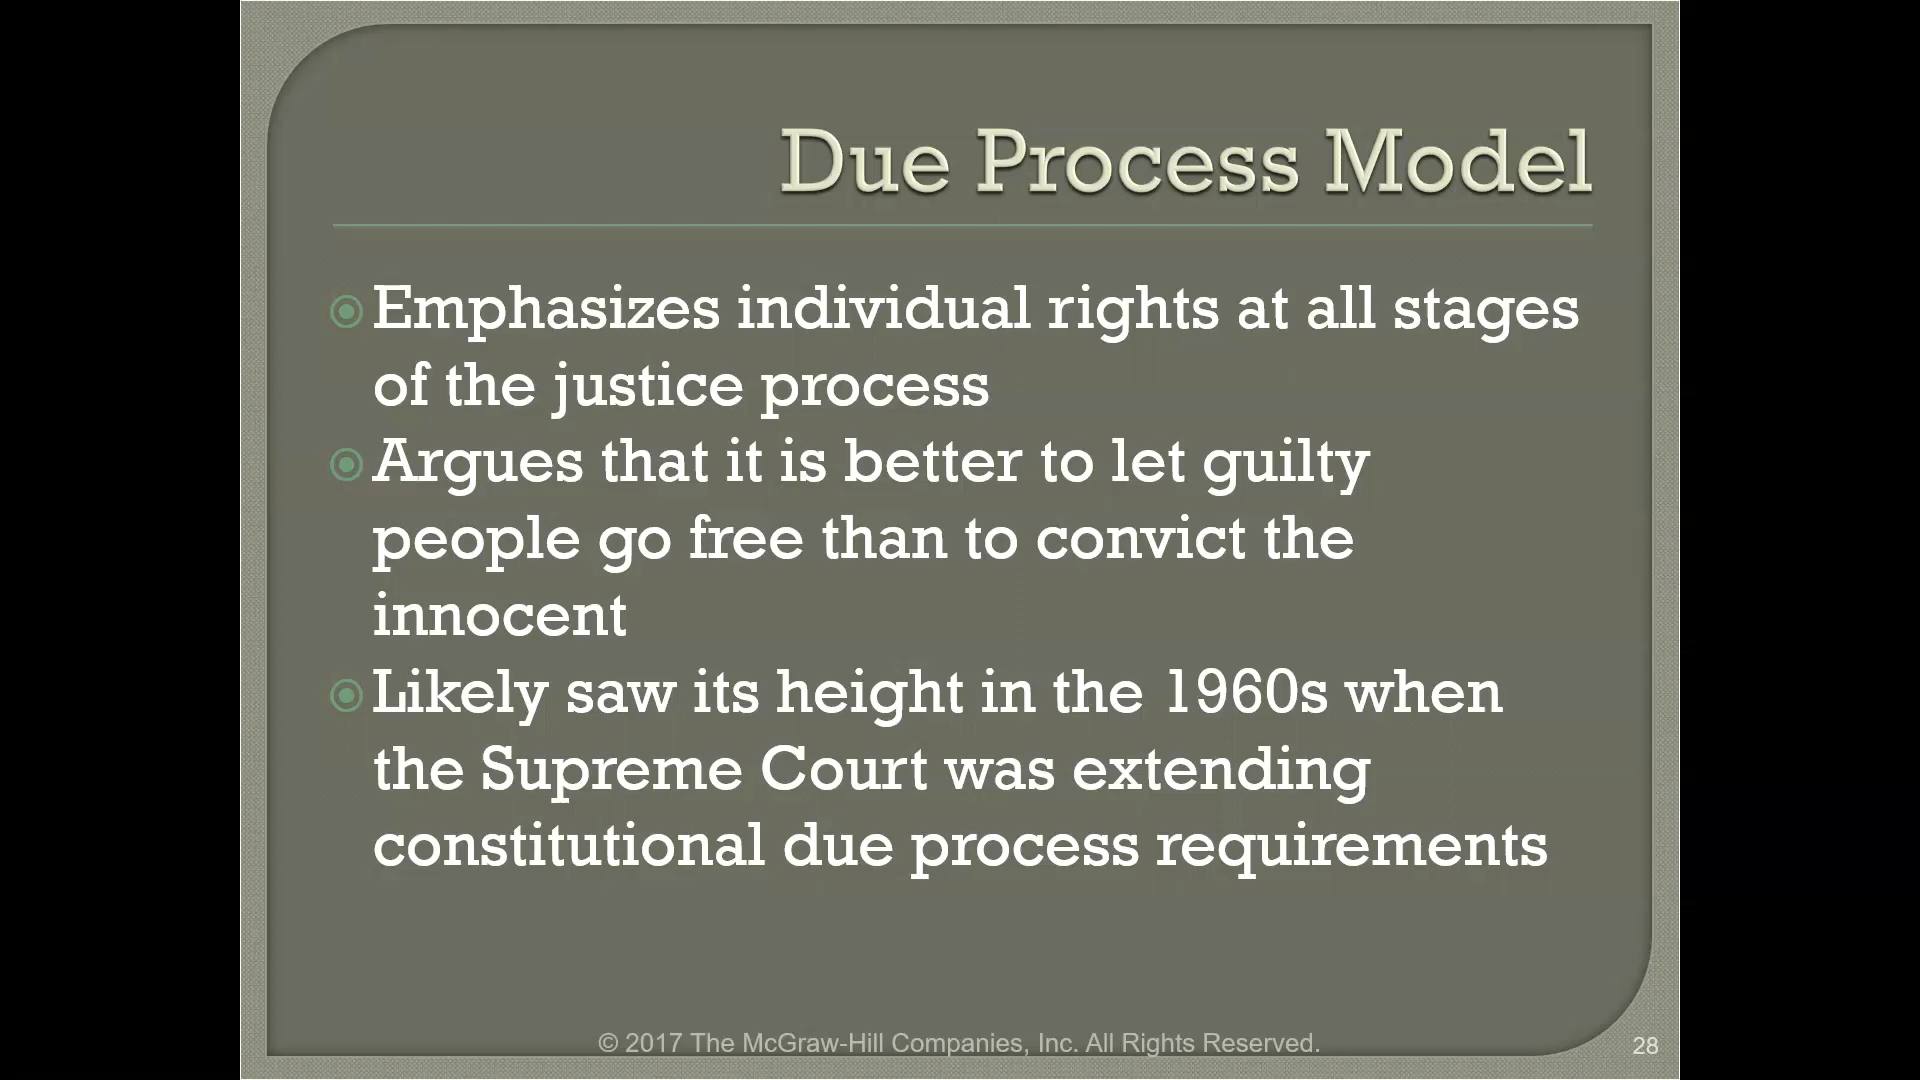 Due Process Model
Emphasizes individual rights at all stages
of the justice process
Argues that it is better to let guilty
people go free than to convict the
innocent
Likely saw its height in the 1960s when
the Supreme Court was extending
constitutional due process requirements
© 2017 The McGraw-Hill Companies, Inc. All Rights Reserved.
28